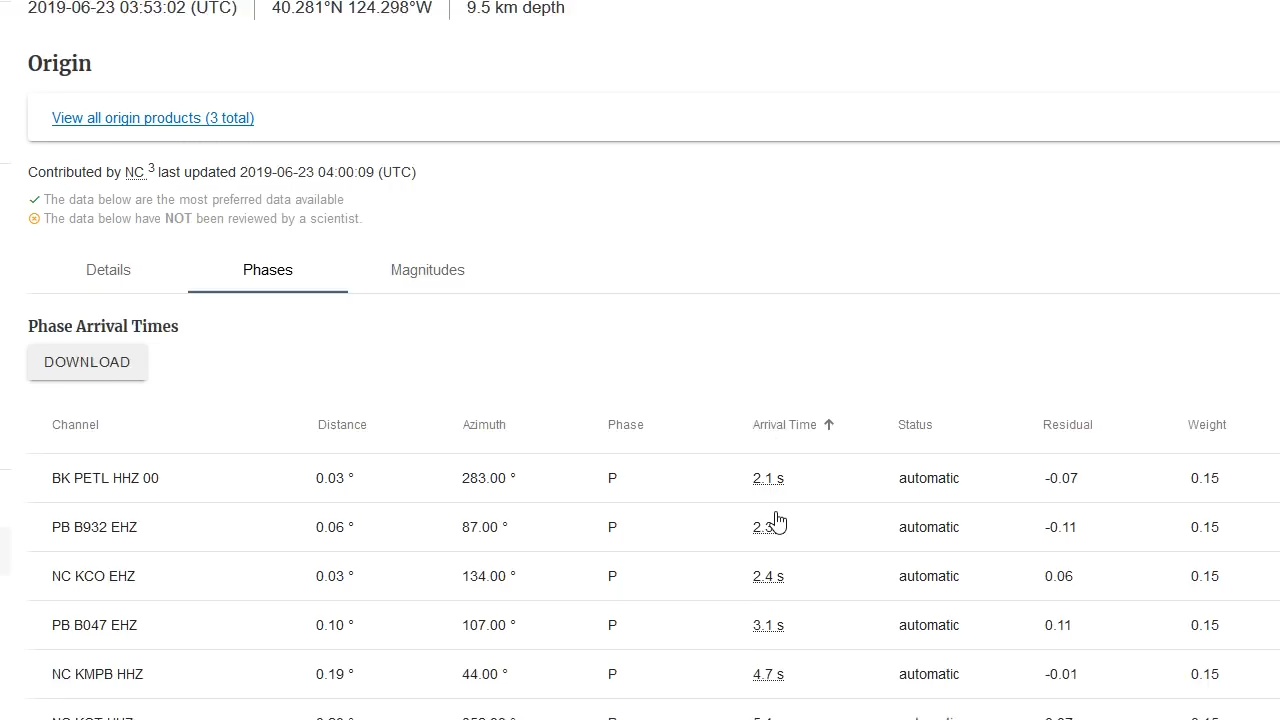 2019-06-23 03:53:02 (UTC) 40.281°N 124.298°W 9.5 km depth
Origin
View all origin products (3 total)
Contributed by NC 3 last updated 2019-06-23 04:00:09 (UTC)
The data below are the most preferred data available
The data below have NOT been reviewed by a scientist.
Details Phases Magnitudes
Phase Arrival Times
DOWNLOAD
Channel Distance Azimuth Phase Arrival Time Status Residual Weight
BK PETL HHZ 00 0.03 ° 283.00 ° P 2.1 s automatic -0.07 0.15
PB B932 EHZ 0.06 ° 87.00 ° P automatic -0.11 0.15
NC KCO EHZ 0.03 ° 134.00 ° P 2.4 s automatic 0.06 0.15
PB B047 EHZ 0.10 ° 107.00 ° P 3.1 s automatic 0.11 0.15
NC KMPB HHZ 0.19 ° 44.00 ° P 4.7 s automatic -0.01 0.15